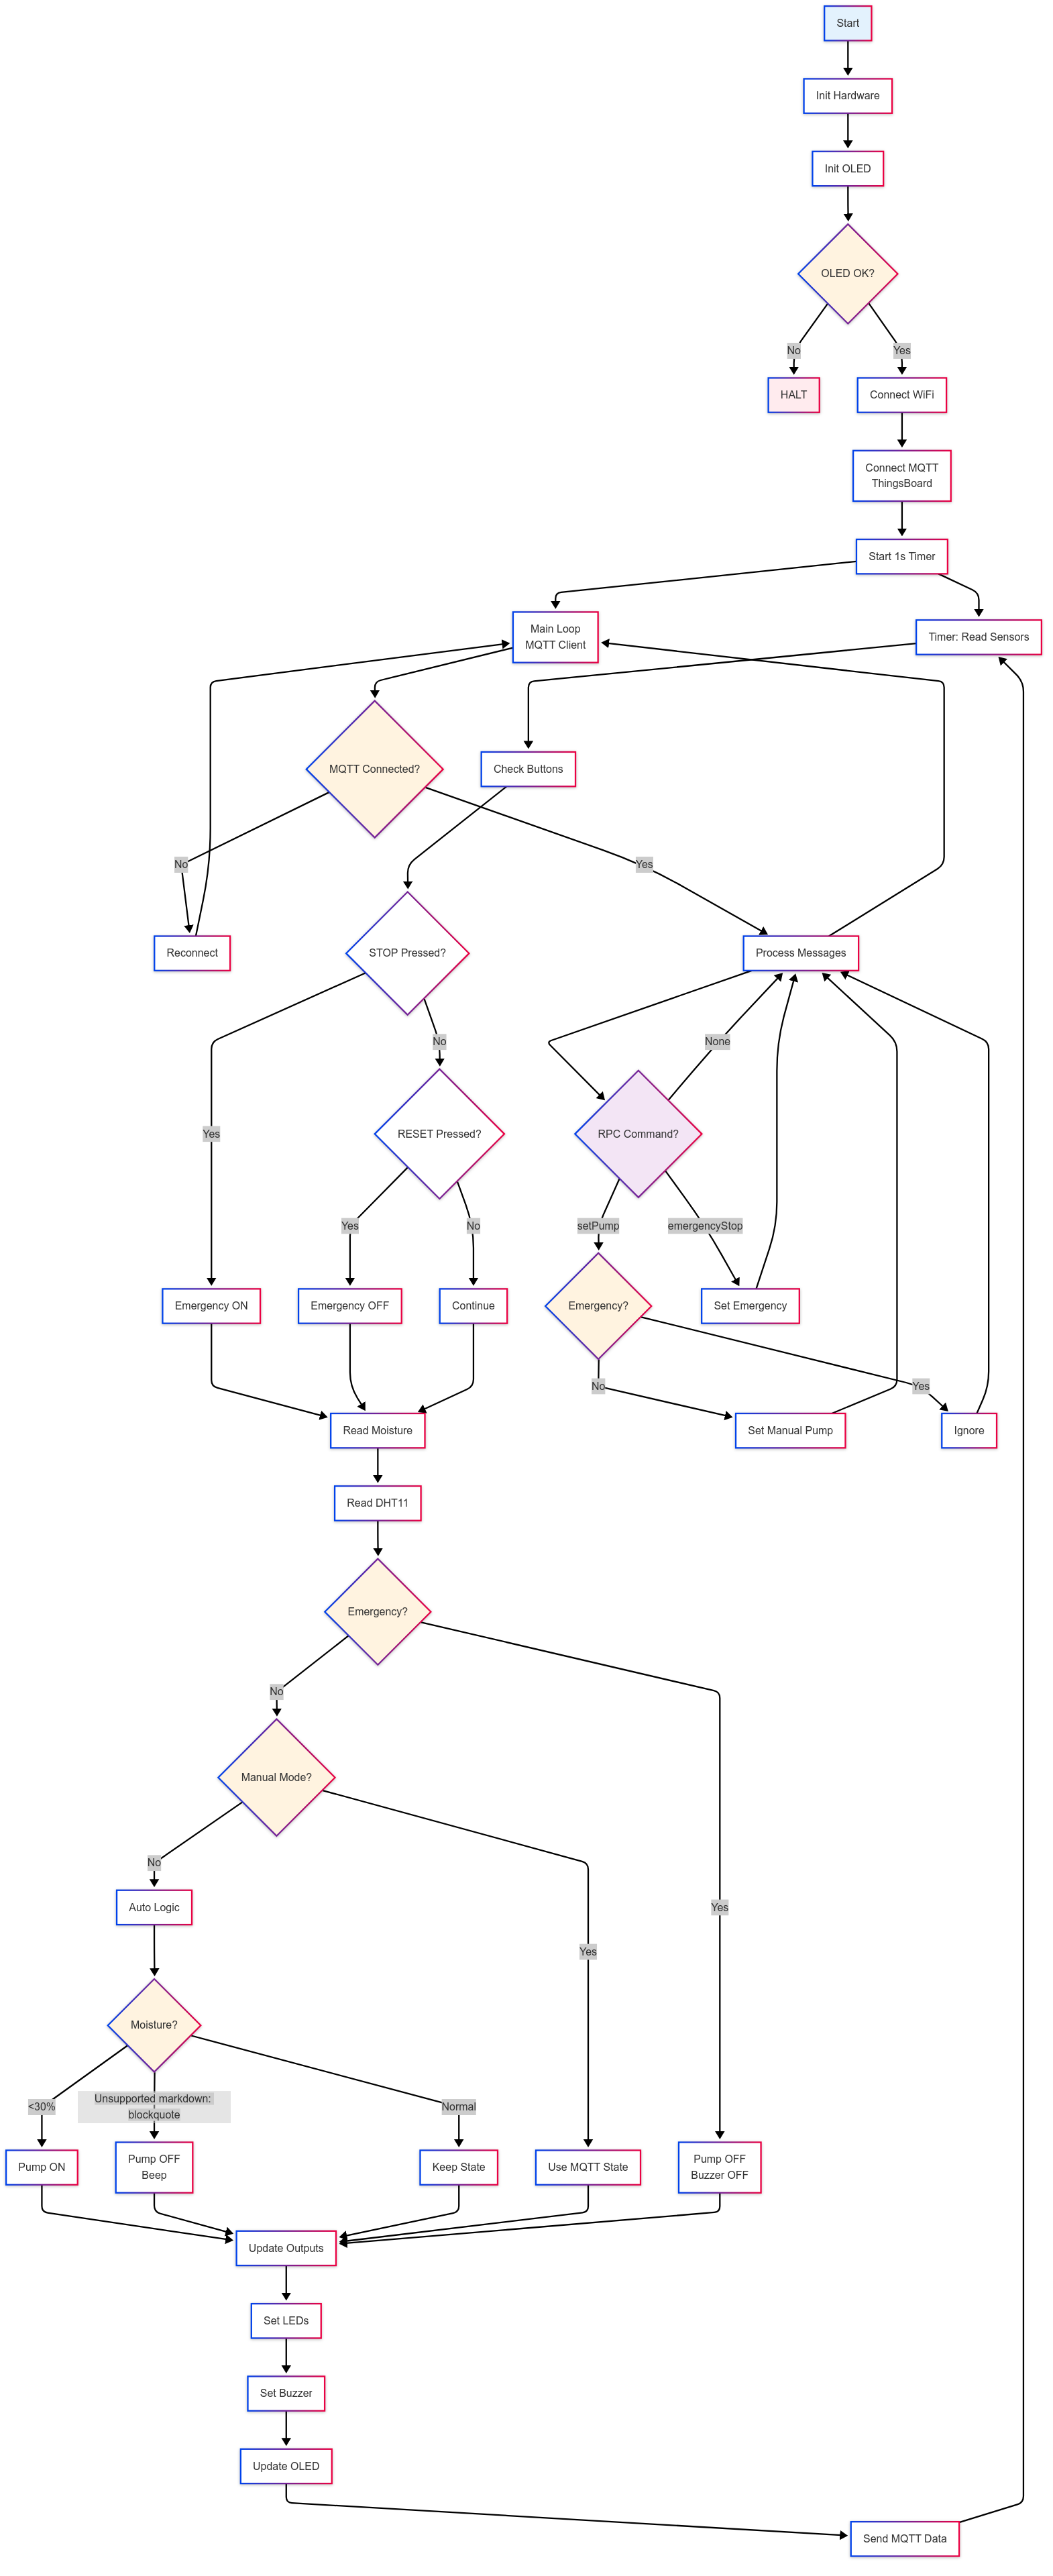 Start
Init Hardware
Init OLED
OLED OK?
No
Yes
HALT
Connect WiFi
Connect MQTT
ThingsBoard
Start 1s Timer
Main Loop
MQTT Client
Timer: Read Sensors
MQTT Connected?
Check Buttons
No
Yes
Reconnect
STOP Pressed?
Process Messages
No
None
Yes
RESET Pressed?
RPC Command?
Yes
No
setPump
emergencyStop
Emergency ON
Emergency OFF
Continue
Emergency?
Set Emergency
No
Yes
Read Moisture
Set Manual Pump
Ignore
Read DHT11
Emergency?
No
Manual Mode?
No
Auto Logic
Yes
Yes
Moisture?
<30%
Unsupported markdown:
blockquote
Normal
Pump ON
Pump OFF
Beep
Keep State
Use MQTT State
Pump OFF
Buzzer OFF
Update Outputs
Set LEDs
Set Buzzer
Update OLED
Send MQTT Data